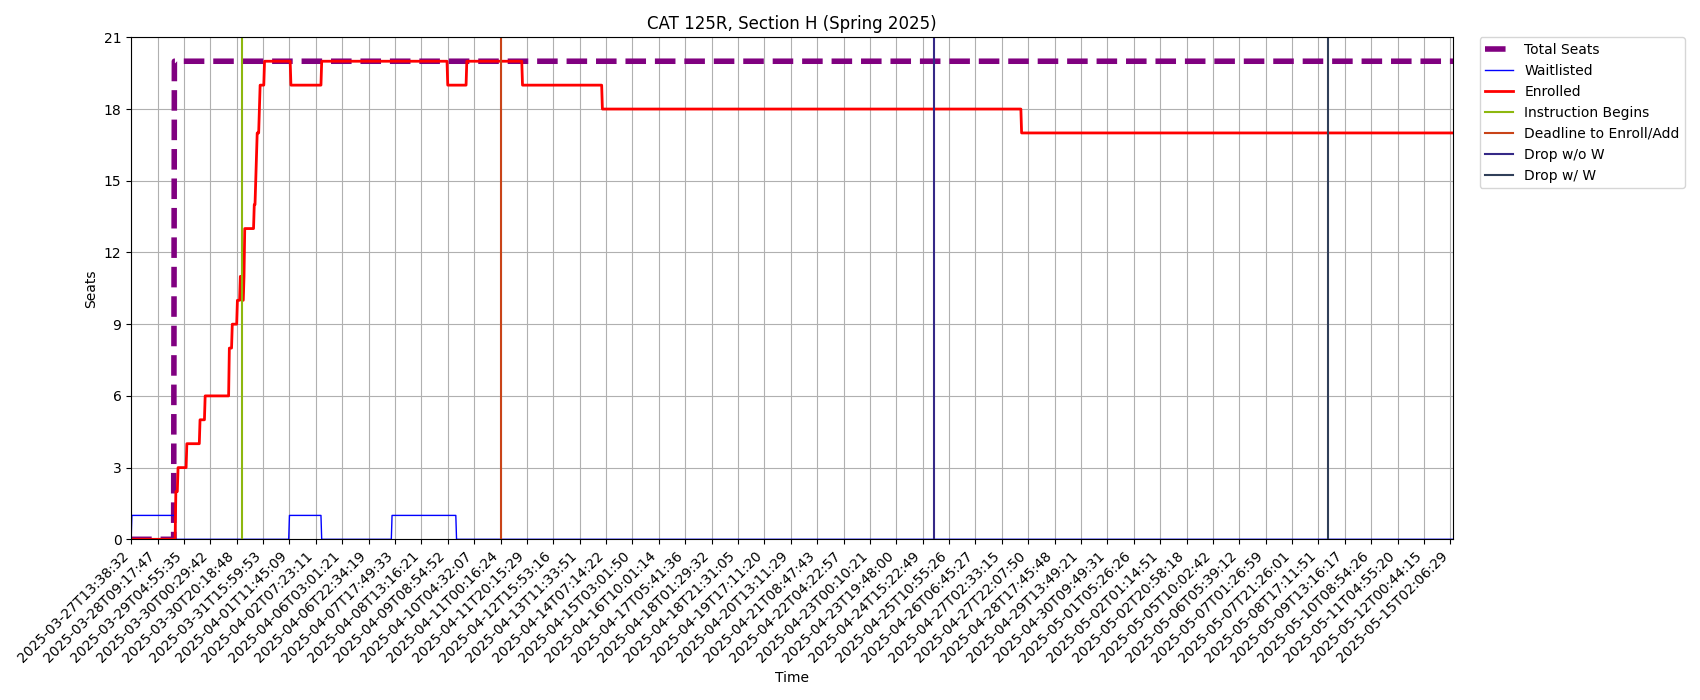 CAT 125R, Section H (Spring 2025)
21
18
15
12
9
6
3
0
Seats
2025-03-27T13:38:32
2025-03-28T09:17:47
2025-03-29T04:55:35
2025-03-30T00:29:42
2025-03-30T20:18:48
2025-03-31T15:59:53
2025-04-01T11:45:09
2025-04-02T07:23:11
2025-04-06T03:01:21
2025-04-06T22:34:19
2025-04-07T17:49:33
2025-04-08T13:16:21
2025-04-09T08:54:52
2025-04-10T04:32:07
2025-04-11T00:16:24
2025-04-11T20:15:29
2025-04-12T15:53:16
2025-04-13T11:33:51
2025-04-14T07:14:22
2025-04-15T03:01:50
2025-04-16T10:01:14
2025-04-17T05:41:36
2025-04-18T01:29:32
2025-04-18T21:31:05
2025-04-19T17:11:20
2025-04-20T13:11:29
2025-04-21T08:47:43
2025-04-22T04:22:57
2025-04-23T00:10:21
2025-04-23T19:48:00
2025-04-24T15:22:49
2025-04-25T10:55:26
2025-04-26T06:45:27
2025-04-27T02:33:15
2025-04-27T22:07:50
2025-04-28T17:45:48
2025-04-29T13:49:21
2025-04-30T09:49:31
2025-05-01T05:26:26
2025-05-02T01:14:51
2025-05-02T20:58:18
2025-05-05T10:02:42
2025-05-06T05:39:12
2025-05-07T01:26:59
2025-05-07T21:26:01
2025-05-08T17:11:51
2025-05-09T13:16:17
2025-05-10T08:54:26
2025-05-11T04:55:20
2025-05-12T00:44:15
2025-05-15T02:06:29
Time
Total Seats
Waitlisted
Enrolled
Instruction Begins
Deadline to Enroll/Add
Drop w/o W
Drop w/ W